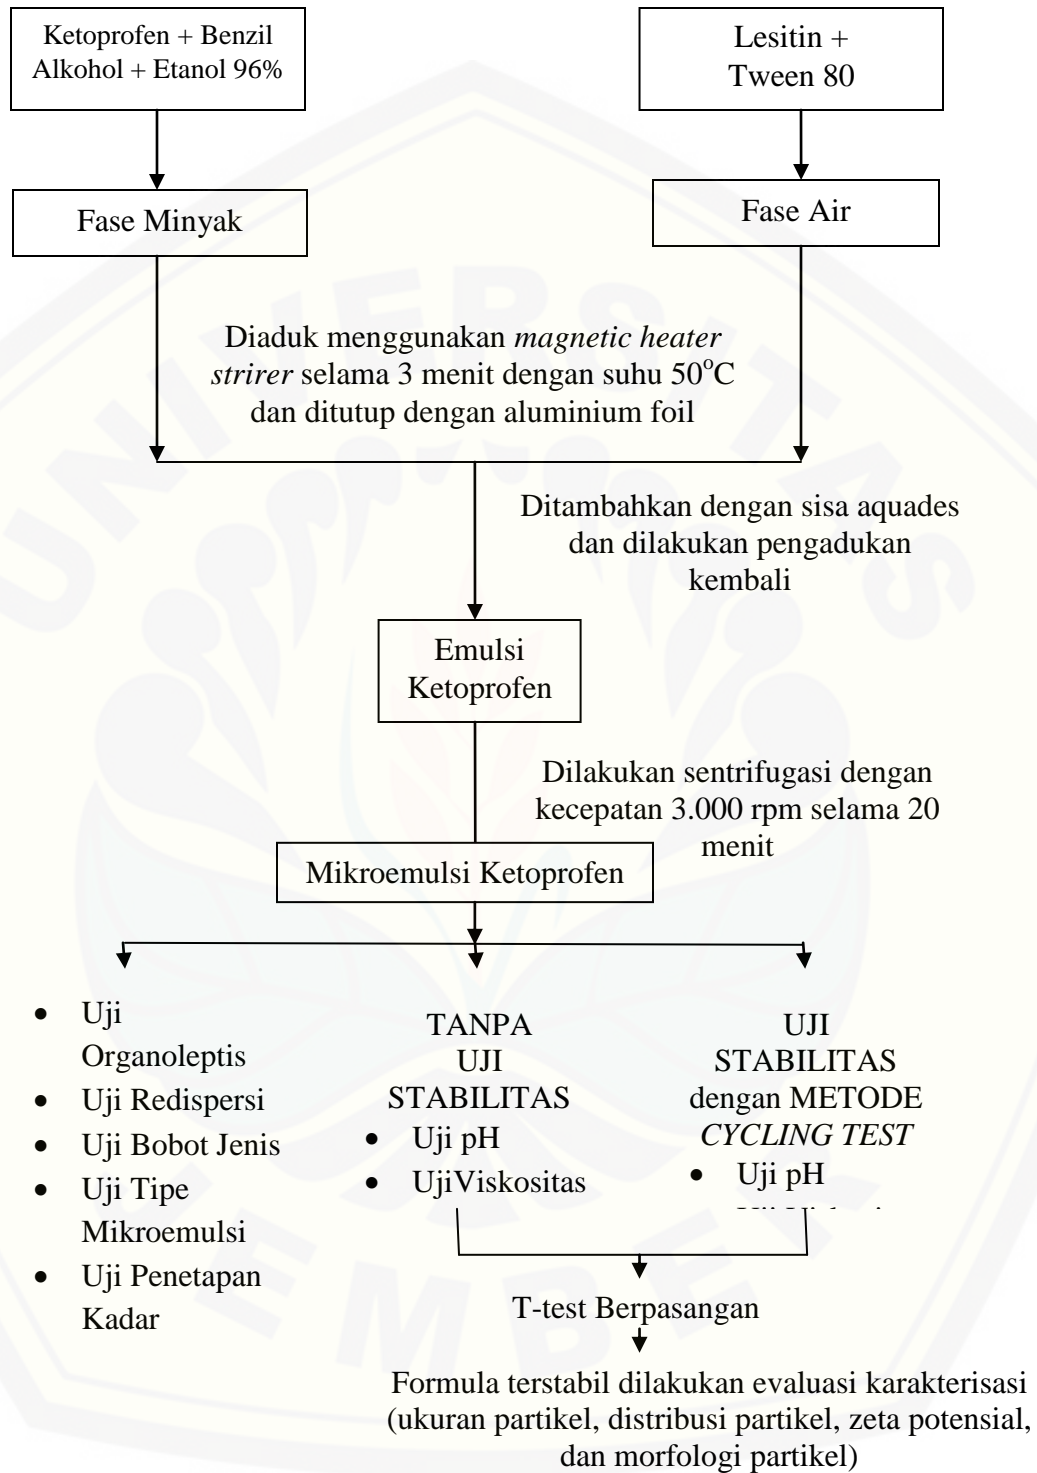 Ketoprofen + Benzil
Alkohol + Etanol 96%
Lesitin +
Tween 80
Fase Minyak
Fase Air
Diaduk menggunakan magnetic heater
strirer selama 3 menit dengan suhu 50°C
dan ditutup dengan aluminium foil
Ditambahkan dengan sisa aquades
dan dilakukan pengadukan
kembali
Emulsi
Ketoprofen
Dilakukan sentrifugasi dengan
kecepatan 3.000 rpm selama 20
menit
Mikroemulsi Ketoprofen
• Uji
Organoleptis
• Uji Redispersi
• Uji Bobot Jenis
• Uji Tipe
Mikroemulsi
• Uji Penetapan
Kadar
TANPA
UJI
STABILITAS
• Uji pH
• UjiViskositas
UJI
STABILITAS
dengan METODE
CYCLING TEST
• Uji pH
T-test Berpasangan
Formula terstabil dilakukan evaluasi karakterisasi
(ukuran partikel, distribusi partikel, zeta potensial,
dan morfologi partikel)
UNIVERSITAS
JEMBER